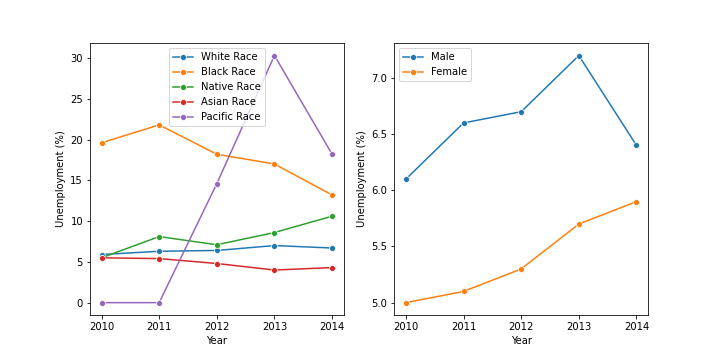 White Race
Black Race
Native Race
Asian Race
Pacific Race
30
25
20
15
10
5
0
Unemployment (%)
2010 2011 2012 2013 2014
Year
Male
Female
7.0
6.5
6.0
5.5
5.0
Unemployment (%)
2010 2011 2012 2013 2014
Year